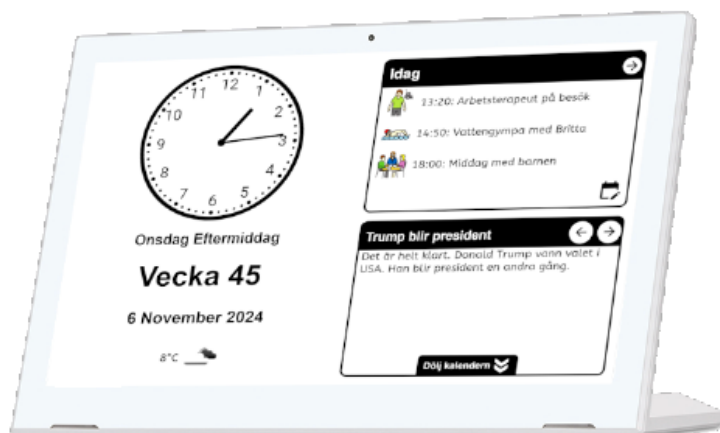 12
1
2
3
4
5
6
7
8
9
10
11
Onsdag Eftermiddag
Vecka 45
6 November 2024
8°C
Idag
13:20: Arbetsterapeut på besök
14:50: Vattengympa med Britta
18:00: Middag med barnen
Trump blir president
Det är helt klart. Donald Trump vann valet i
USA. Han blir president en andra gång.
Dölj kalendern